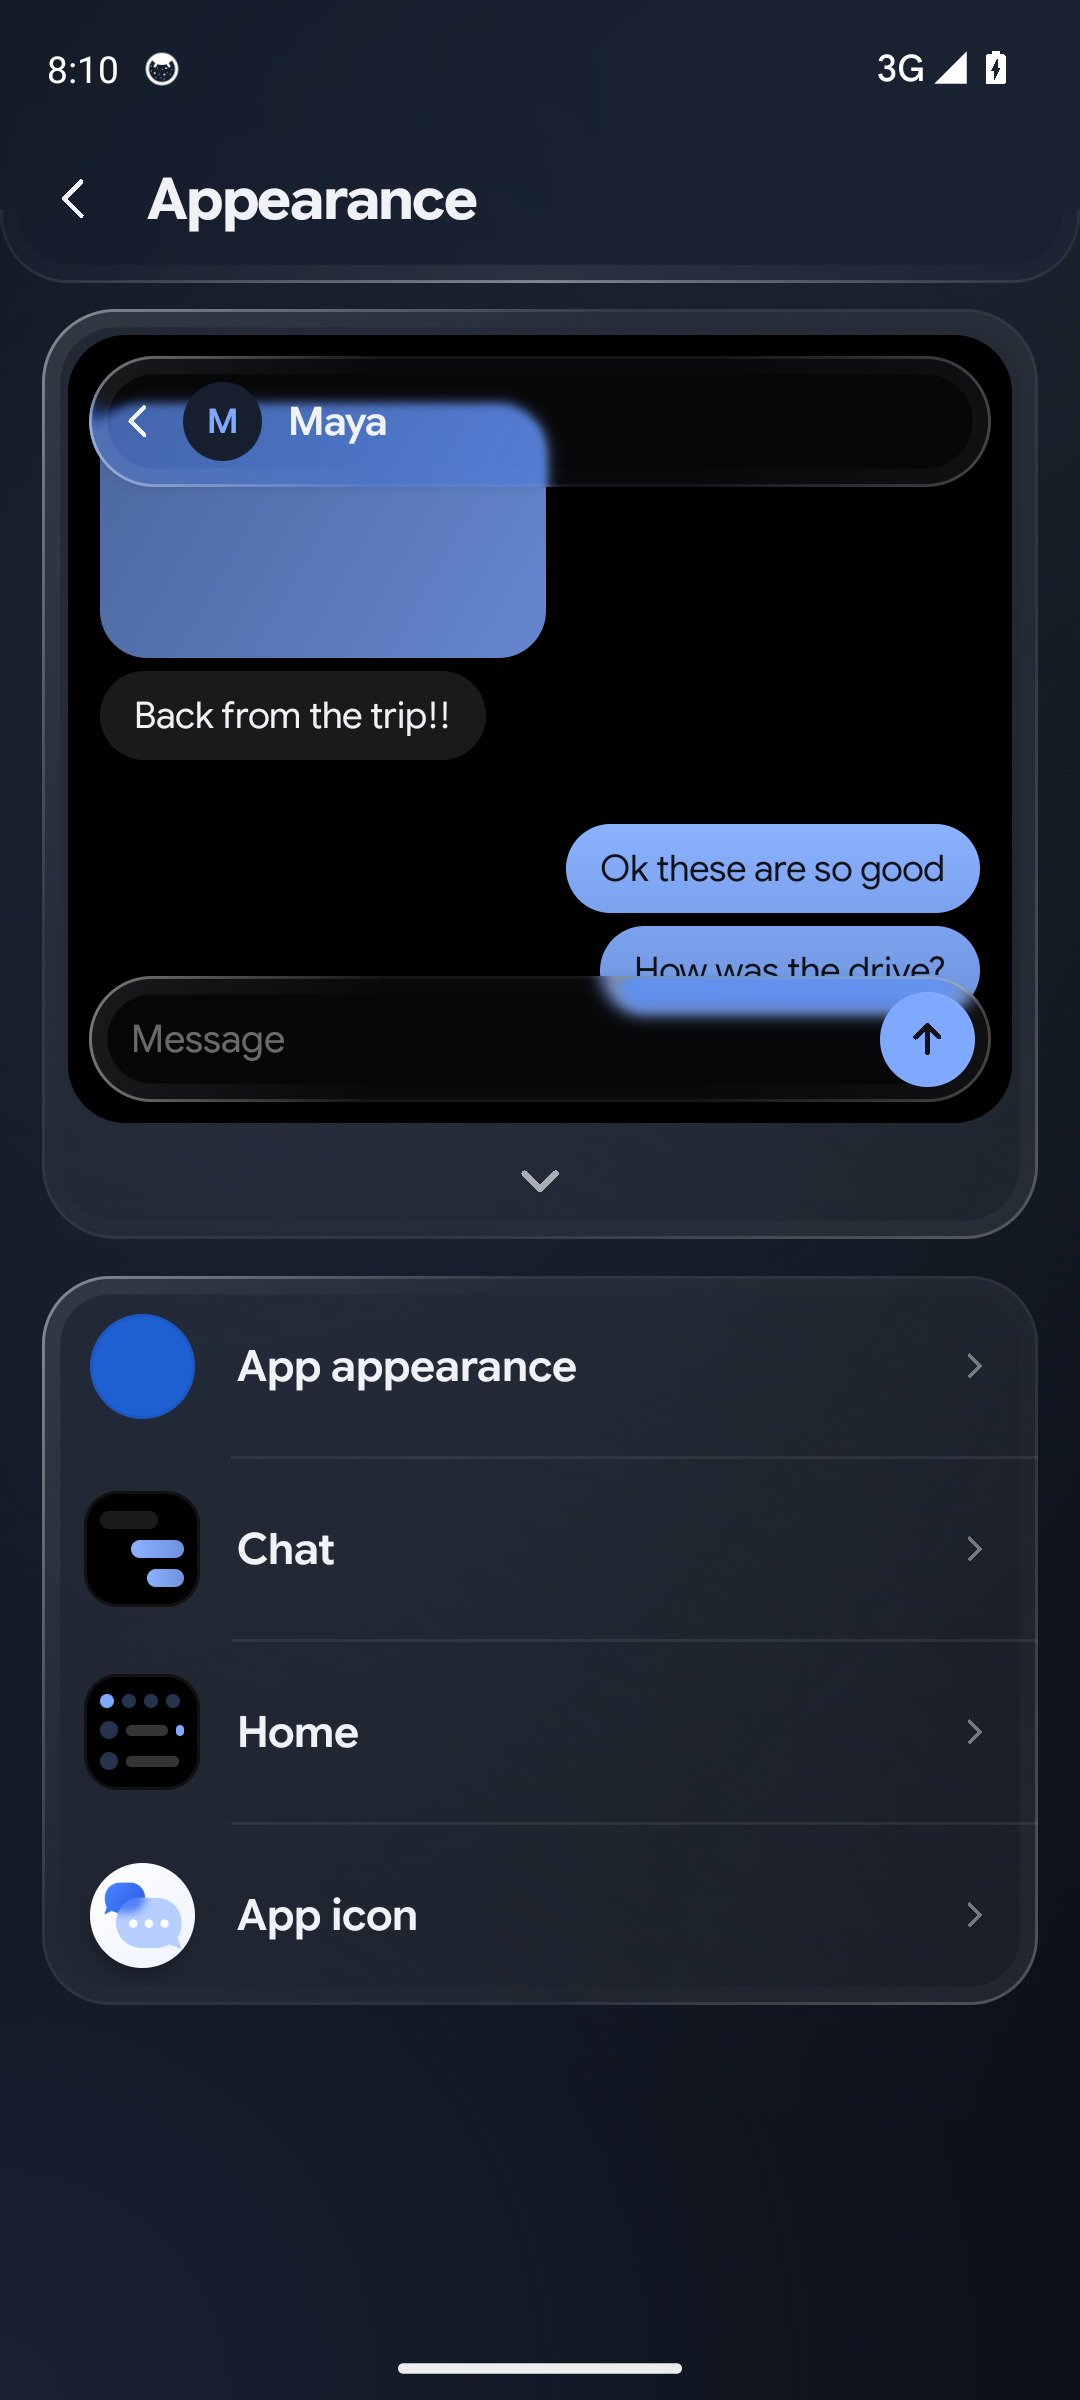 8:10
3G
Appearance
M
Maya
Back from the trip!!
Ok these are so good
How was the drive?
Message
App appearance
Chat
Home
App icon